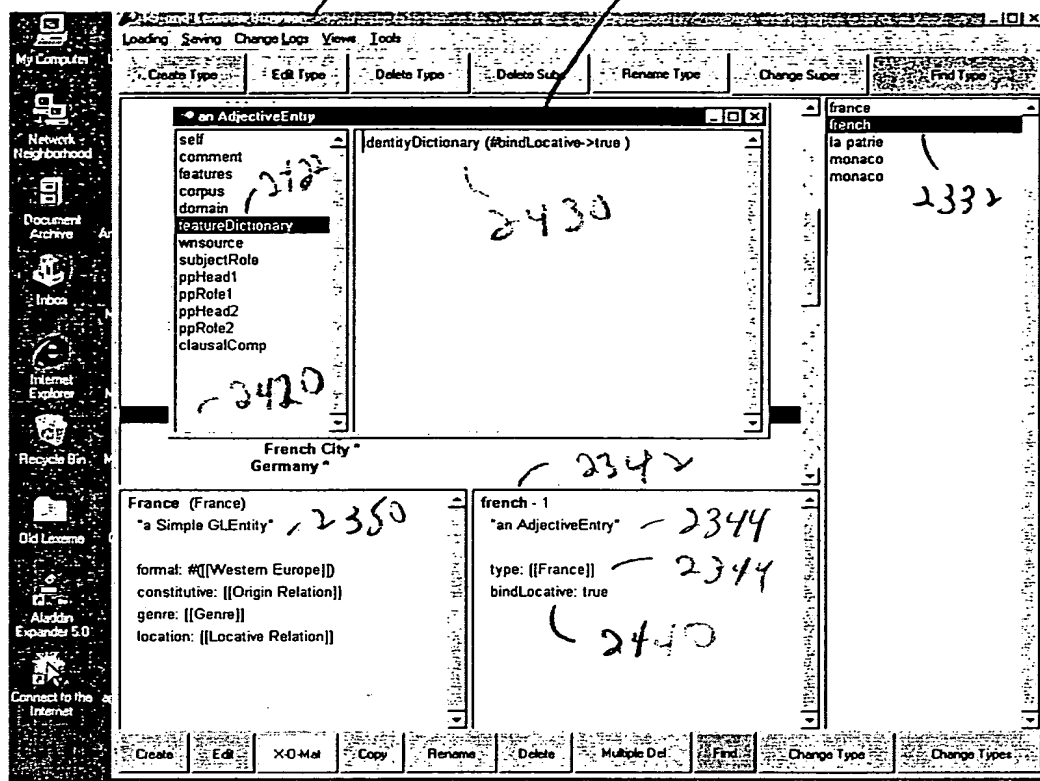 My Computer
Loading Saving Change Logs Views Tools
Create Type Edit Type Delete Type Delete Sub Rename Type Change Super Find Type
Network Neighborhood
Document Archive
Inbox
Internet Explorer
Recycle Bin
Old Lexeme
Aladdin Expander 5.0
Connect to the Internet
an AdjectiveEntry
self
comment
features
corpus
domain
featureDictionary
wnsource
subjectRole
ppHead1
ppRole1
ppHead2
ppRole2
clausalComp
2422
2420
IdentityDictionary (#bindLocative->true )
2430
french City *
Germany *
france
french
la patrie
monaco
monaco
2332
2342
France (France)
"a Simple GLEntity" 2350
formal: #([[Western Europe]])
constitutive: [[Origin Relation]]
genre: [[Genre]]
location: [[Locative Relation]]
french - 1
"an AdjectiveEntry" 2344
type: [[France]] 2344
bindLocative: true
2440
Create Edit X-O-Mat Copy Rename Delete Multiple Del Find Change Type Change Types